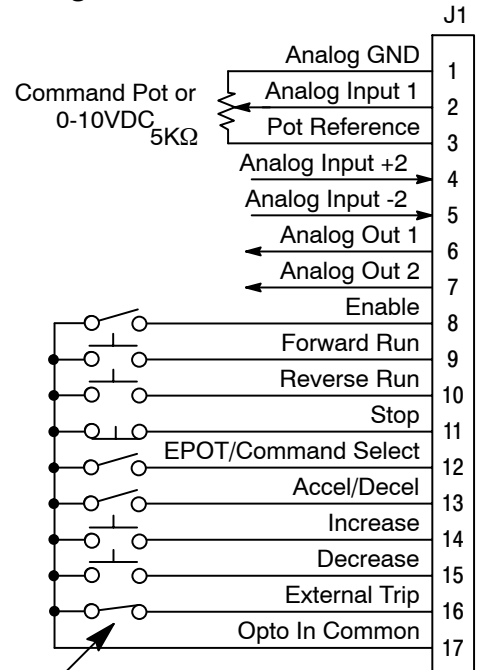 J1
Analog GND 1
Command Pot or
0-10VDC
5KΩ
Analog Input 1 2
Pot Reference 3
Analog Input +2 4
Analog Input -2 5
Analog Out 1 6
Analog Out 2 7
Enable 8
Forward Run 9
Reverse Run 10
Stop 11
EPOT/Command Select 12
Accel/Decel 13
Increase 14
Decrease 15
External Trip 16
Opto In Common 17